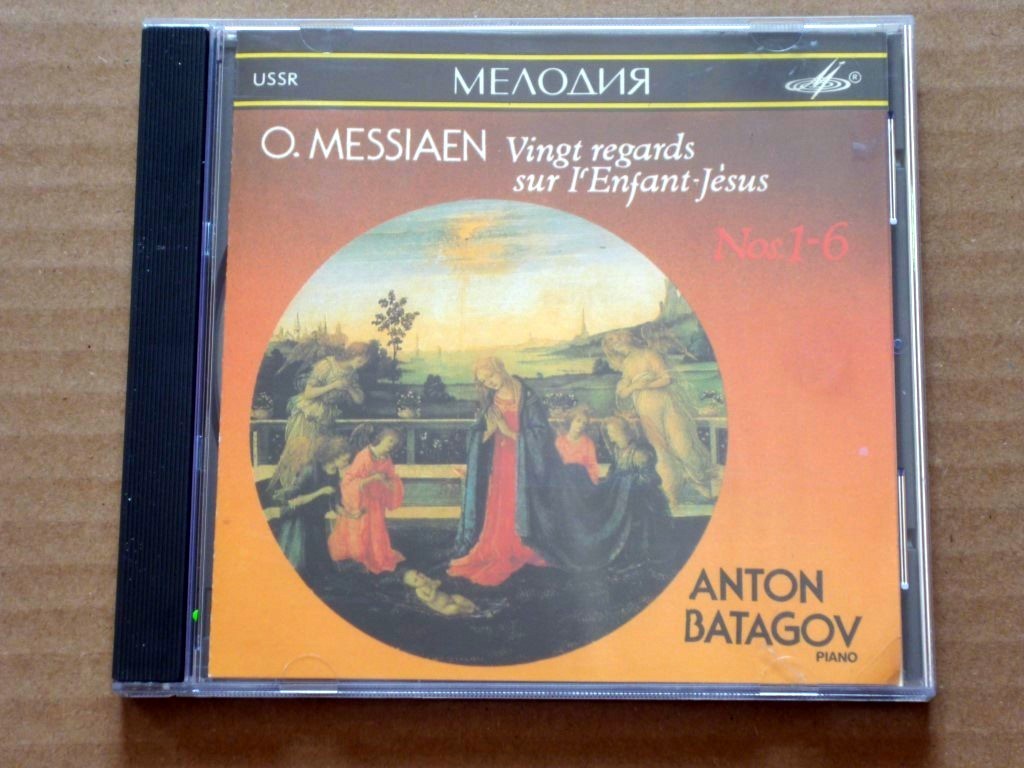 USSR
МЕЛОДИЯ
®
O. MESSIAEN Vingt regards
sur l'Enfant-Jésus
Nos.1-6
ANTON
BATAGOV
PIANO